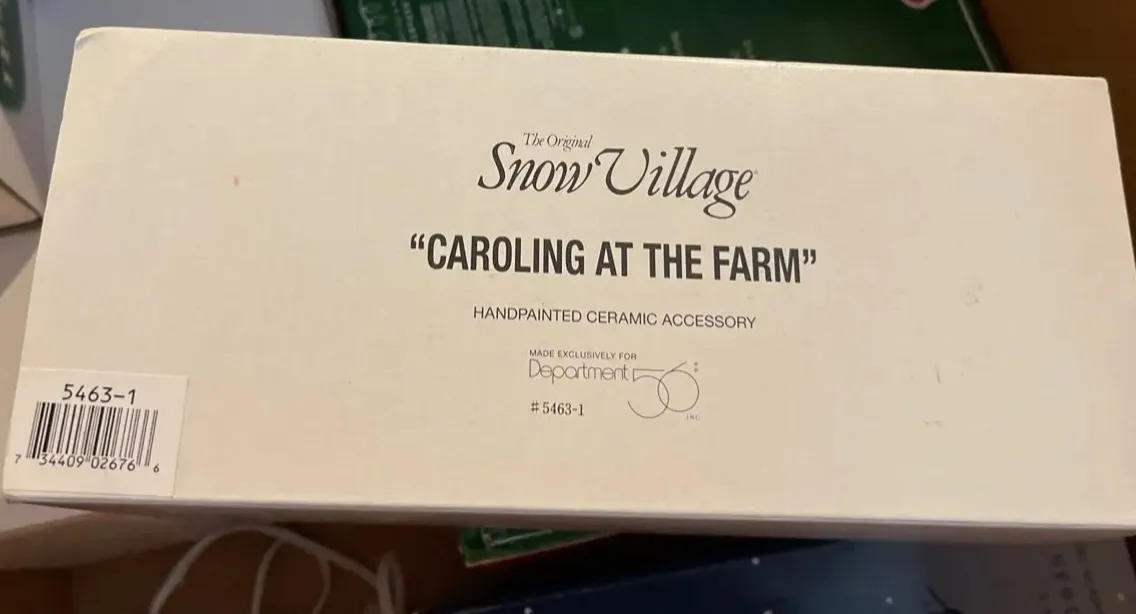 The Original
Snow Village
“CAROLING AT THE FARM”
HANDPAINTED CERAMIC ACCESSORY
MADE EXCLUSIVELY FOR
Department 56
INC
# 5463-1
5463-1
7 34409 02676 6